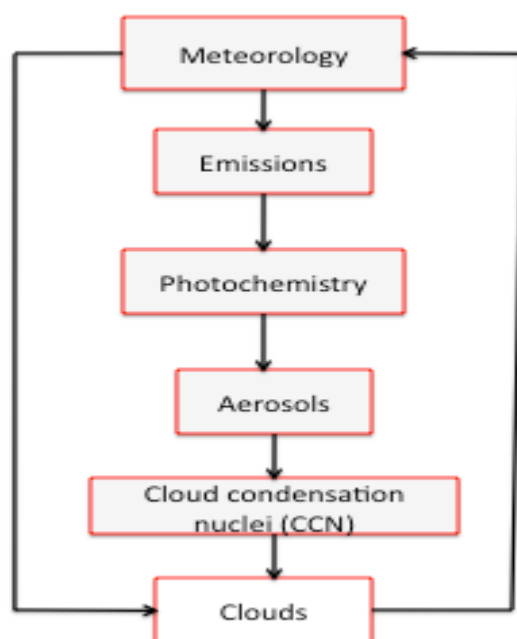 Meteorology
Emissions
Photochemistry
Aerosols
Cloud condensation
nuclei (CCN)
Clouds